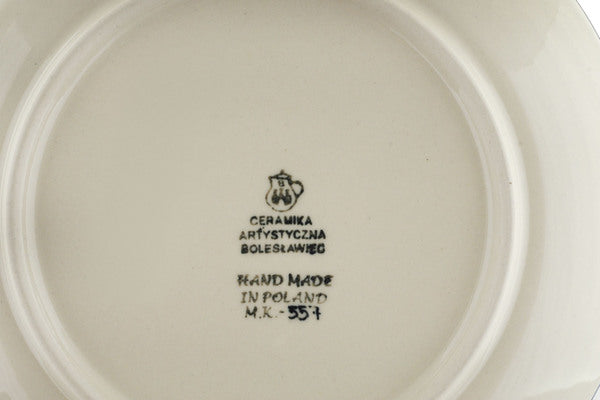 CERAMIKA
ARTYSTYCZNA
BOLESŁAWIEC
HAND MADE
IN POLAND
M.K.-557